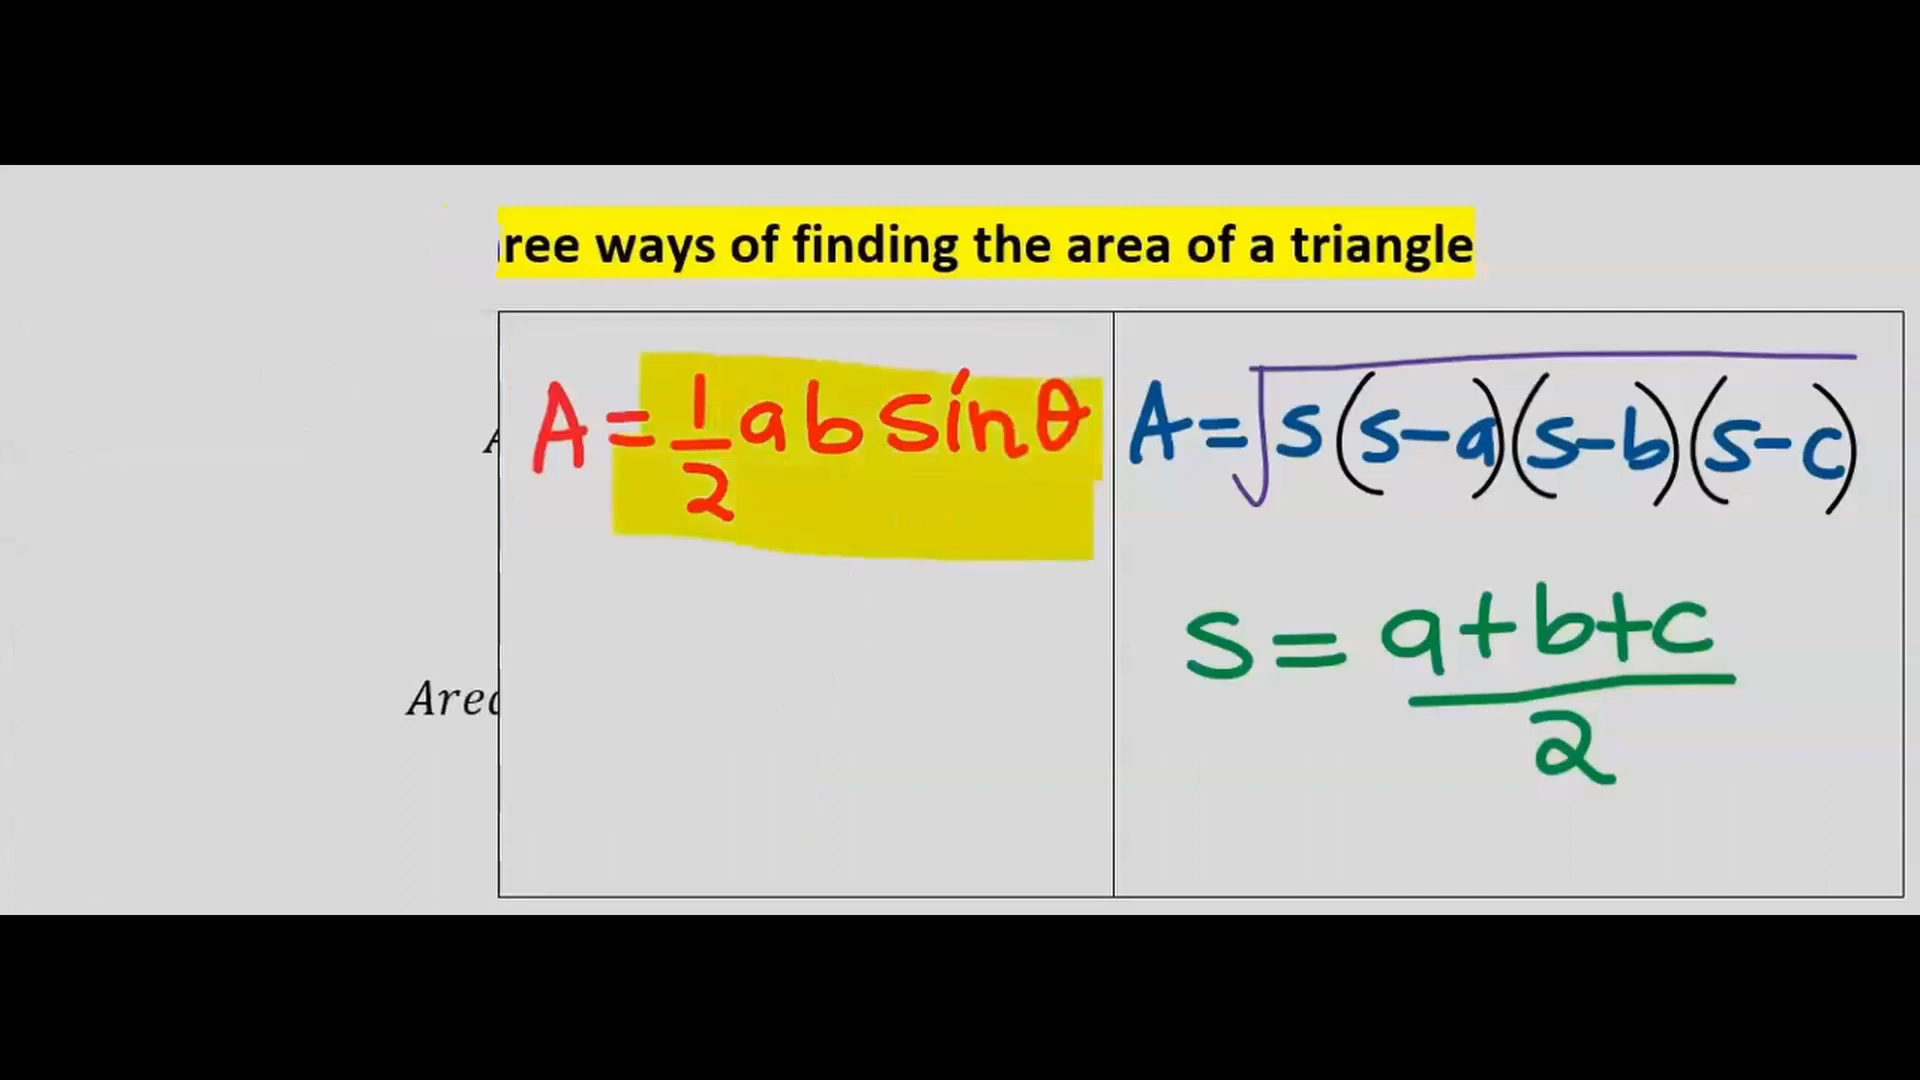 ree ways of finding the area of a triangle
A = 1/2 ab sinθ
A = √s(s-a)(s-b)(s-c)
s = a+b+c / 2